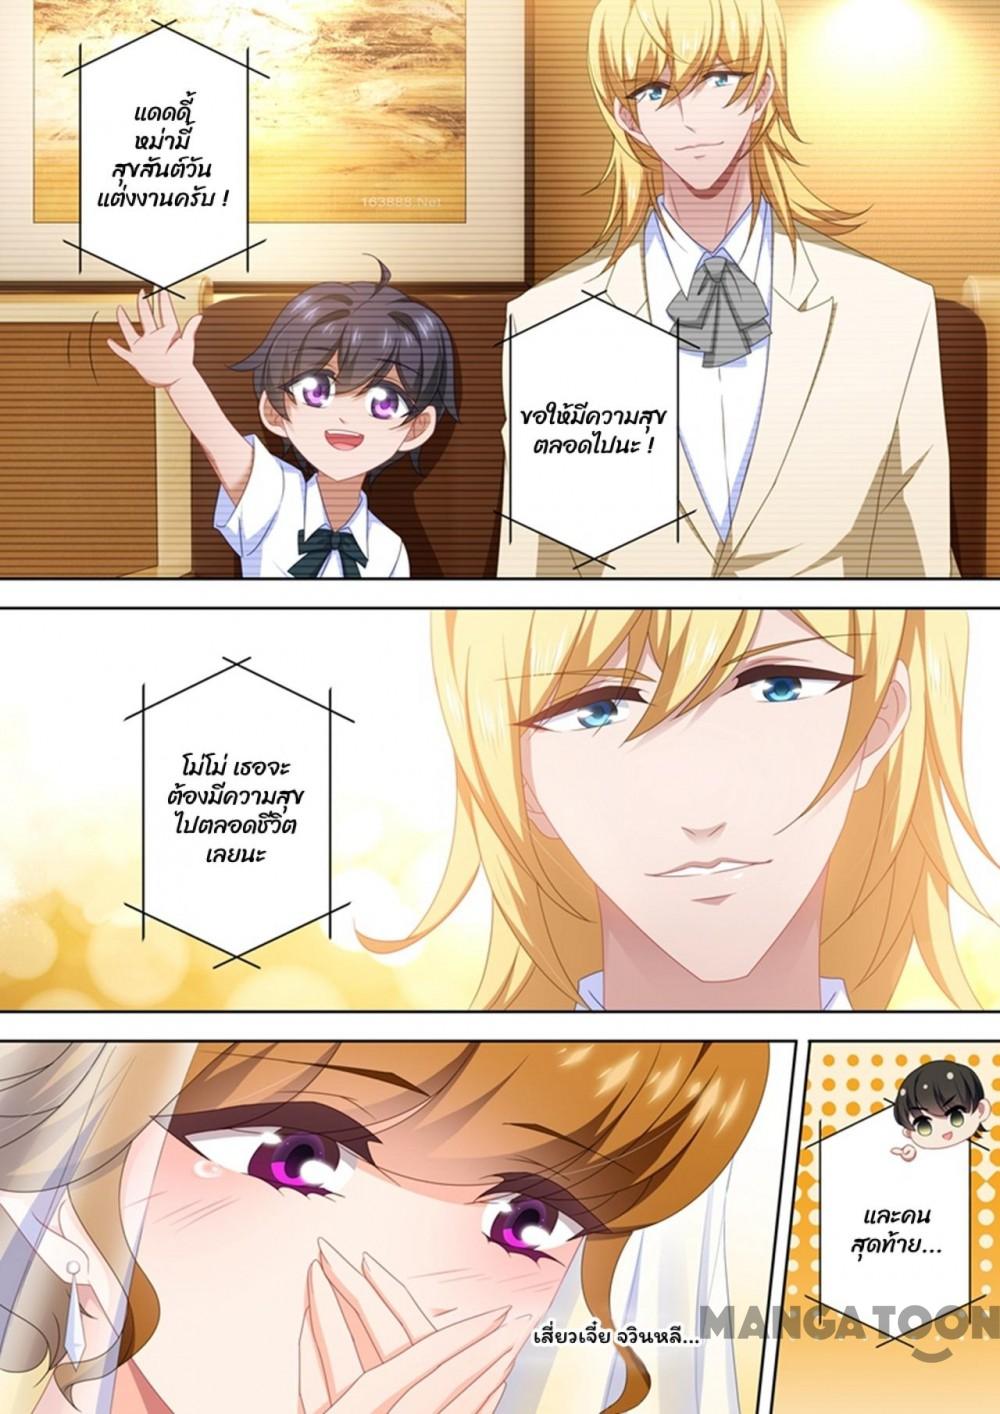 แดดดี้
หม่ามี้
สุขสันต์วัน
แต่งงานครับ !
163888.Net
ขอให้มีความสุข
ตลอดไปนะ !
โม่โม่ เธอจะ
ต้องมีความสุข
ไปตลอดชีวิต
เลยนะ
และคน
สุดท้าย...
เสี่ยวเจี๋ย จวินหลี...
MANGATOON